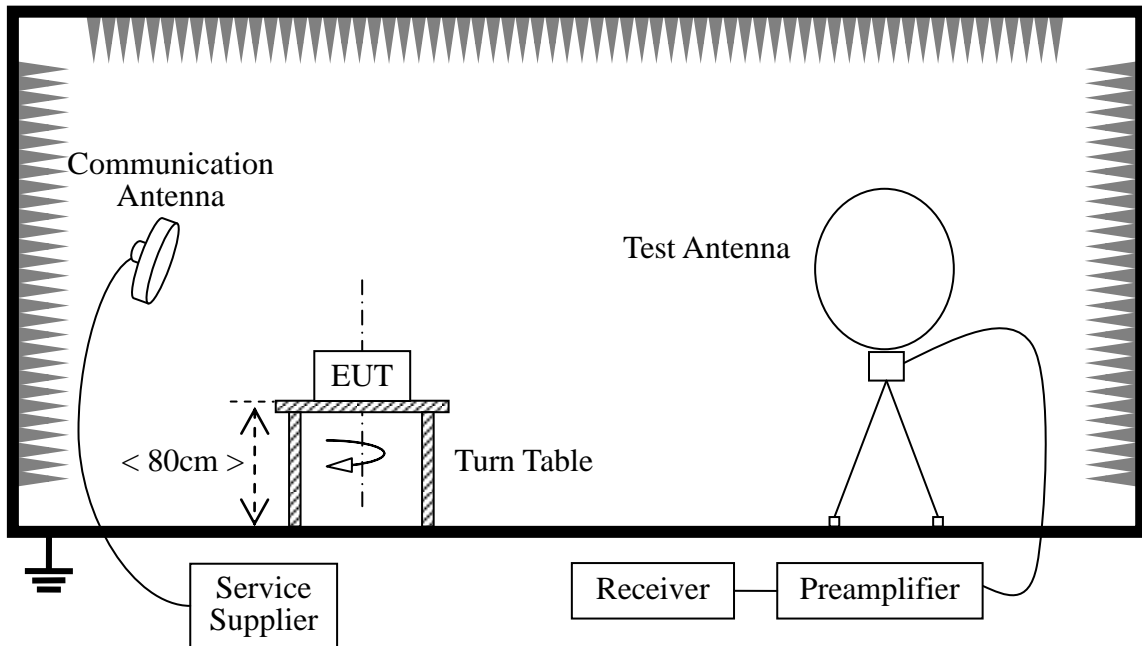 Communication
Antenna
Test Antenna
EUT
< 80cm >
Turn Table
Service
Supplier
Receiver
Preamplifier